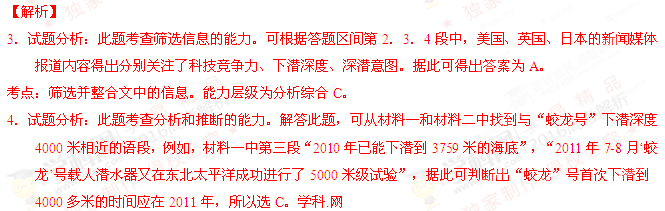 【解析】
3．试题分析：此题考查筛选信息的能力。可根据答题区间第 2．3．4 段中，美国、英国、日本的新闻媒体
报道内容得出分别关注了科技竞争力、下潜深度、深潜意图。据此可得出答案为 A。
考点：筛选并整合文中的信息。能力层级为分析综合 C。
4．试题分析：此题考查分析和推断的能力。解答此题，可从材料一和材料二中找到与“蛟龙号”下潜深度
4000 米相近的语段，例如，材料一中第三段“2010 年已能下潜到 3759 米的海底”，“2011 年 7-8 月‘蛟
龙’号载人潜水器又在东北太平洋成功进行了 5000 米级试验”，据此可判断出“蛟龙”号首次下潜到
4000 多米的时间应在 2011 年，所以选 C。学科.网